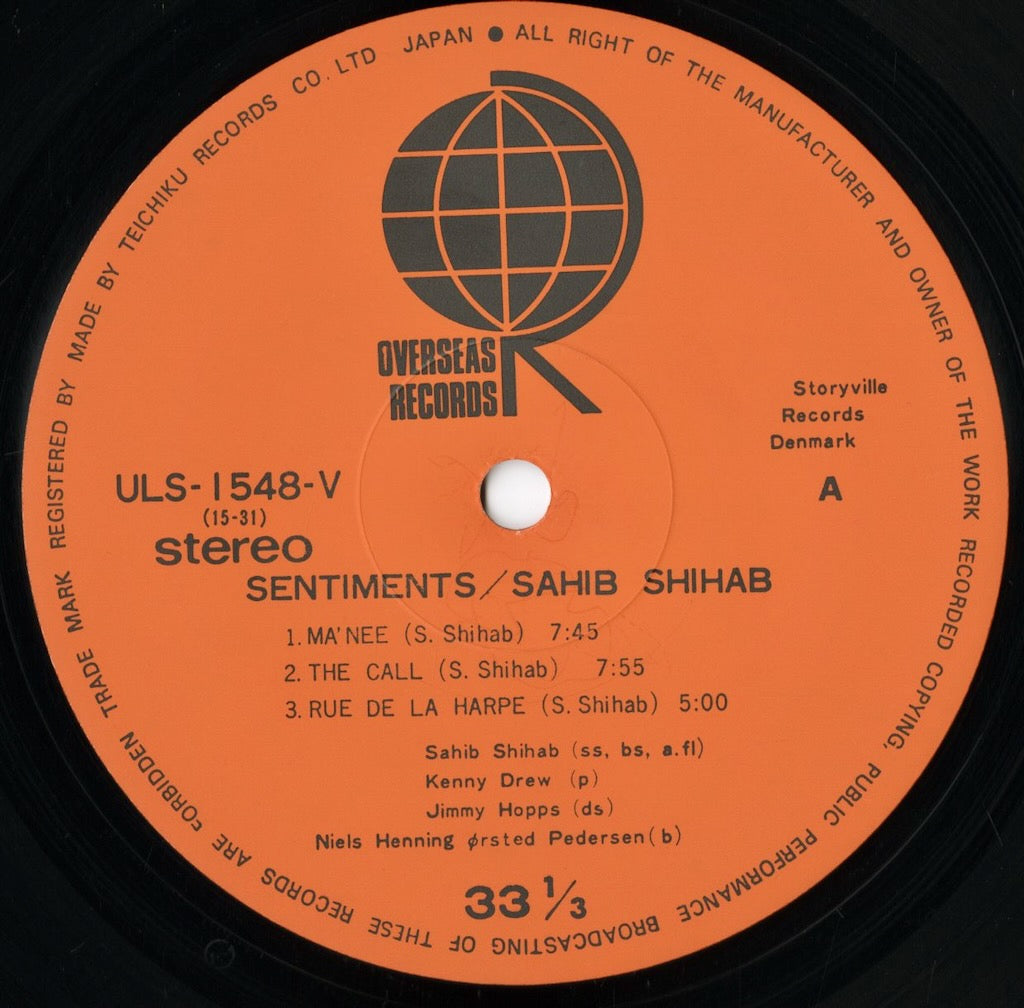 TRADE MARK REGISTERED BY MADE BY TEICHIKU RECORDS CO. LTD JAPAN ● ALL RIGHT OF THE MANUFACTURER AND OWNER OF THE WORK RECORDED COPYING, PUBLIC PERFORMANCE BROADCASTING OF THESE RECORDS ARE FORBIDDEN
OVERSEAS
RECORDS
R
Storyville
Records
Denmark
ULS-1548-V
A
(15-31)
stereo
SENTIMENTS/SAHIB SHIHAB
1. MA'NEE (S. Shihab) 7:45
2. THE CALL (S. Shihab) 7:55
3. RUE DE LA HARPE (S. Shihab) 5:00
Sahib Shihab (ss, bs, a.fl)
Kenny Drew (p)
Jimmy Hopps (ds)
Niels Henning ørsted Pedersen(b)
33 1/3